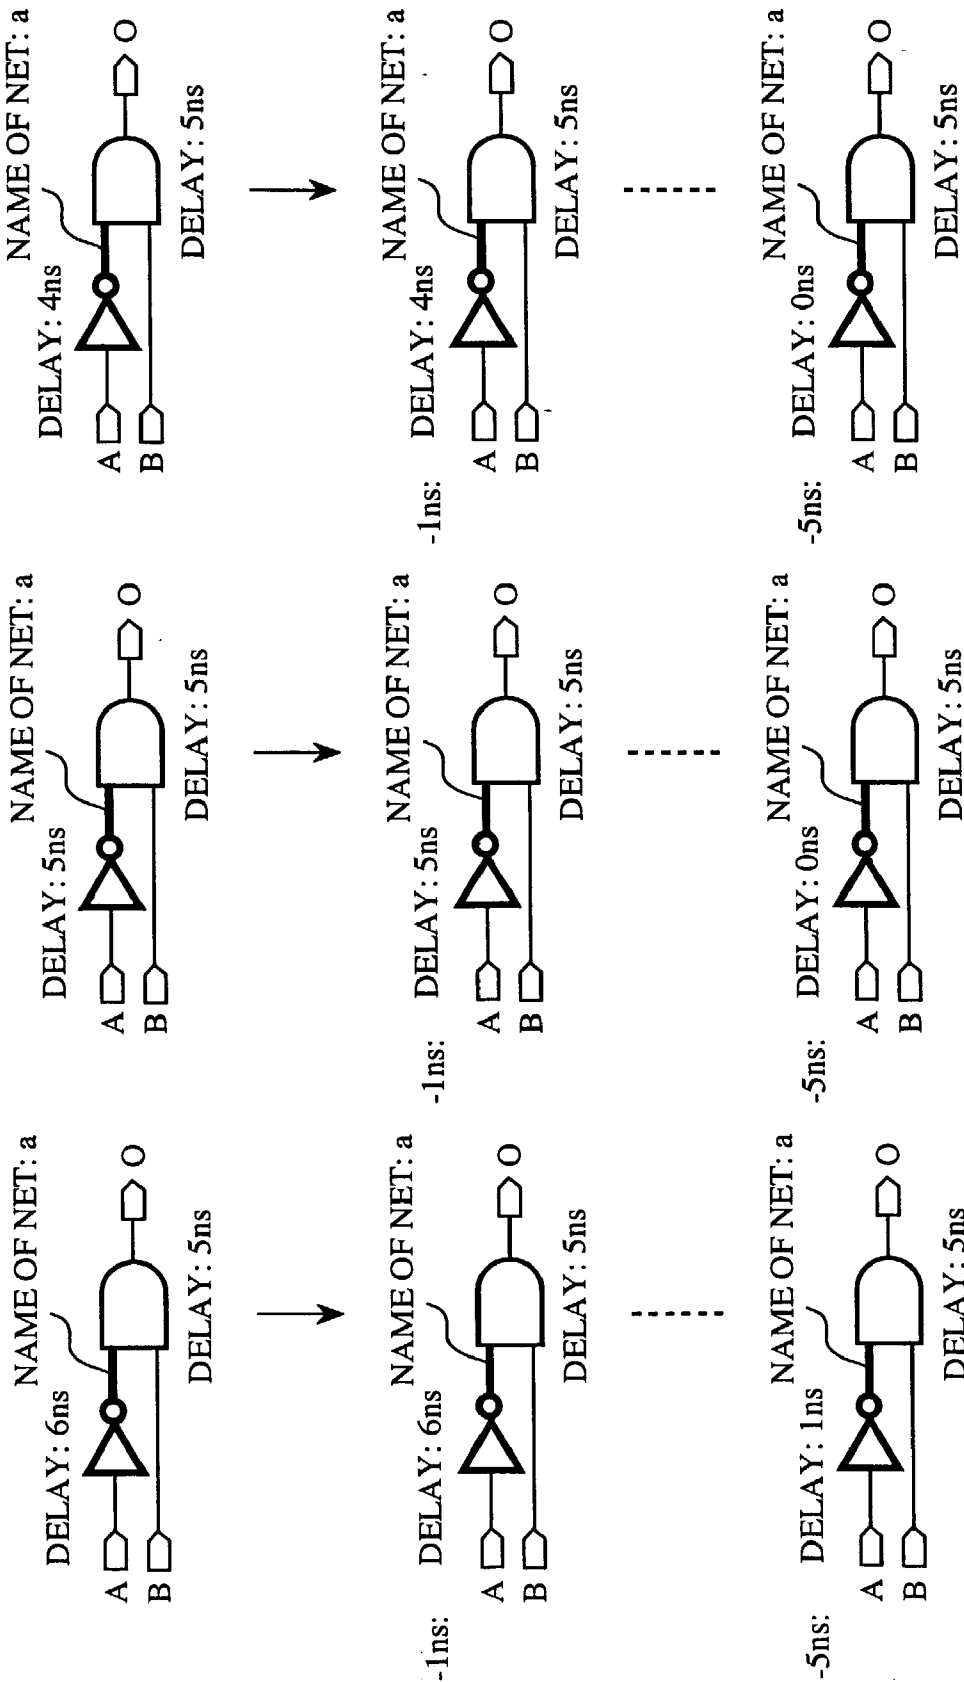 NAME OF NET: a
DELAY: 6ns
A
B
O
DELAY: 5ns
-1ns:
NAME OF NET: a
DELAY: 6ns
A
B
O
DELAY: 5ns
-5ns:
NAME OF NET: a
DELAY: 1ns
A
B
O
DELAY: 5ns
NAME OF NET: a
DELAY: 5ns
A
B
O
DELAY: 5ns
-1ns:
NAME OF NET: a
DELAY: 5ns
A
B
O
DELAY: 5ns
-5ns:
NAME OF NET: a
DELAY: 0ns
A
B
O
DELAY: 5ns
NAME OF NET: a
DELAY: 4ns
A
B
O
DELAY: 5ns
-1ns:
NAME OF NET: a
DELAY: 4ns
A
B
O
DELAY: 5ns
-5ns:
NAME OF NET: a
DELAY: 0ns
A
B
O
DELAY: 5ns